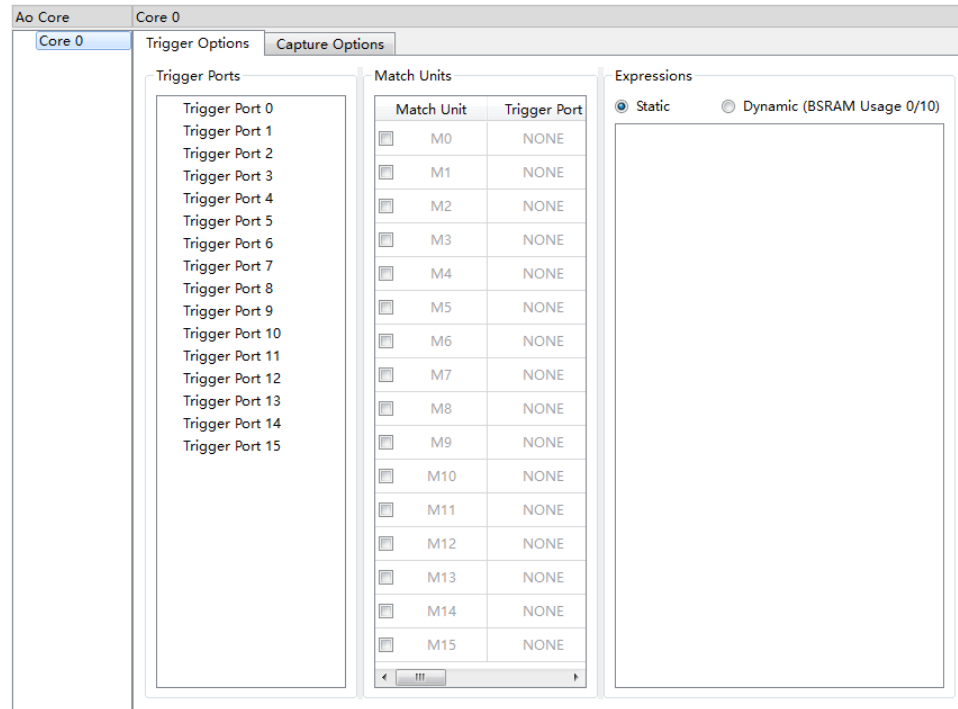 Ao Core
Core 0
Core 0
Trigger Options
Capture Options
Trigger Ports
Trigger Port 0
Trigger Port 1
Trigger Port 2
Trigger Port 3
Trigger Port 4
Trigger Port 5
Trigger Port 6
Trigger Port 7
Trigger Port 8
Trigger Port 9
Trigger Port 10
Trigger Port 11
Trigger Port 12
Trigger Port 13
Trigger Port 14
Trigger Port 15
Match Units
Match Unit Trigger Port
M0 NONE
M1 NONE
M2 NONE
M3 NONE
M4 NONE
M5 NONE
M6 NONE
M7 NONE
M8 NONE
M9 NONE
M10 NONE
M11 NONE
M12 NONE
M13 NONE
M14 NONE
M15 NONE
Expressions
Static
Dynamic (BSRAM Usage 0/10)